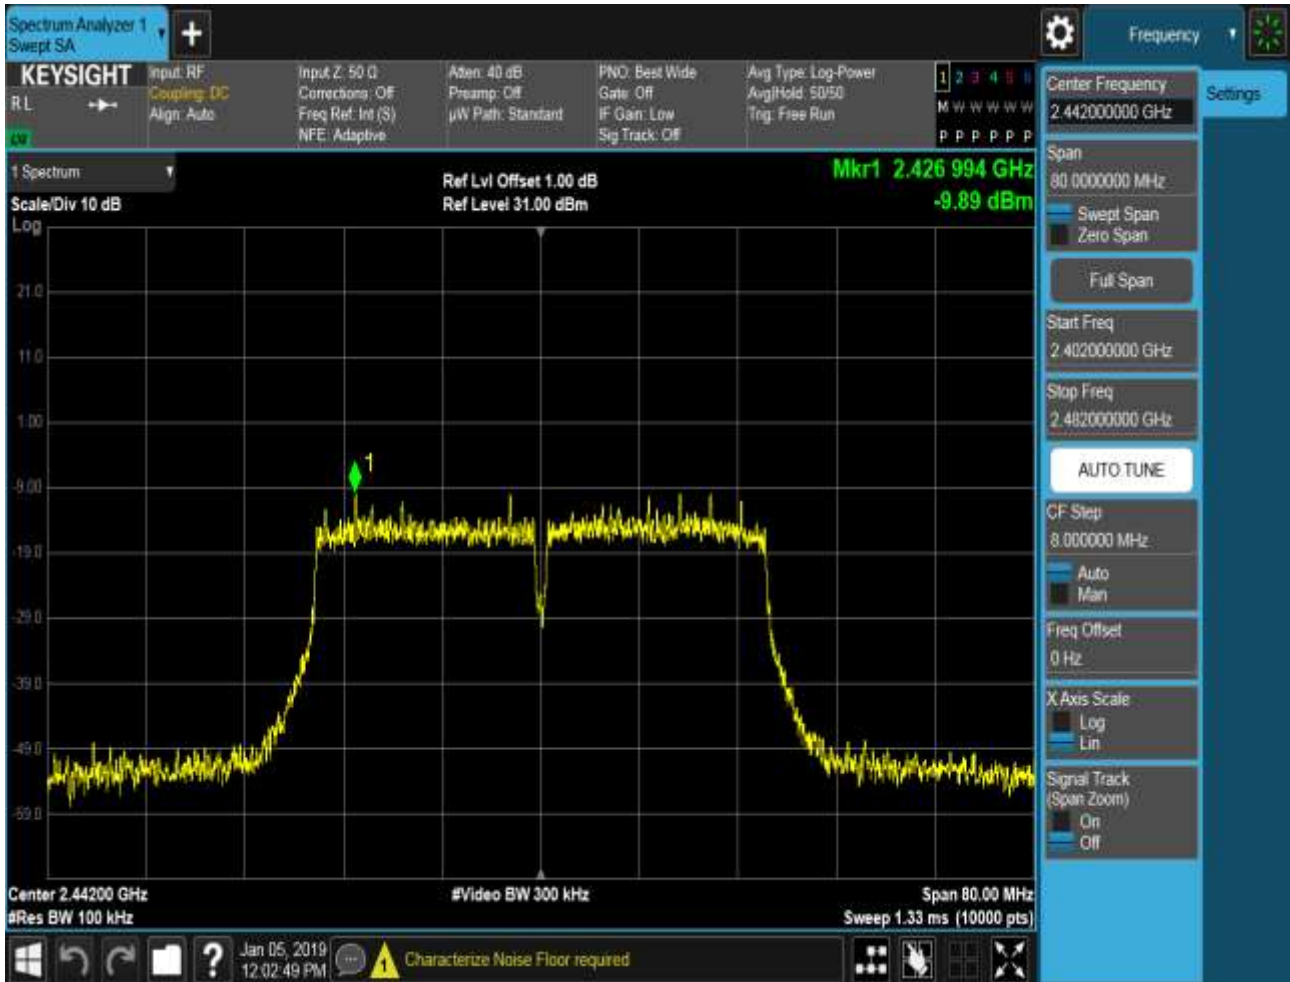 Spectrum Analyzer 1
Swept SA
+
Frequency
KEYSIGHT
RL
Input: RF
Coupling: DC
Align: Auto
Input Z: 50 Ω
Corrections: Off
Freq Ref: Int (S)
NFE: Adaptive
Atten: 40 dB
Preamp: Off
µW Path: Standard
PNO: Best Wide
Gate: Off
IF Gain: Low
Sig Track: Off
Avg Type: Log-Power
Avg|Hold: 50/50
Trig: Free Run
1 2 3 4 5 6
M W W W W W
P P P P P P
Center Frequency
2.442000000 GHz
Settings
1 Spectrum
Scale/Div 10 dB
Log
Ref Lvl Offset 1.00 dB
Ref Level 31.00 dBm
Mkr1 2.426 994 GHz
-9.89 dBm
Span
80.0000000 MHz
Swept Span
Zero Span
Full Span
Start Freq
2.402000000 GHz
Stop Freq
2.482000000 GHz
AUTO TUNE
CF Step
8.000000 MHz
Auto
Man
Freq Offset
0 Hz
X Axis Scale
Log
Lin
Signal Track
(Span Zoom)
On
Off
21.0
11.0
1.00
-9.00
-19.0
-29.0
-39.0
-49.0
-59.0
1
Center 2.44200 GHz
#Res BW 100 kHz
#Video BW 300 kHz
Span 80.00 MHz
Sweep 1.33 ms (10000 pts)
?
Jan 05, 2019
12:02:49 PM
1
Characterize Noise Floor required